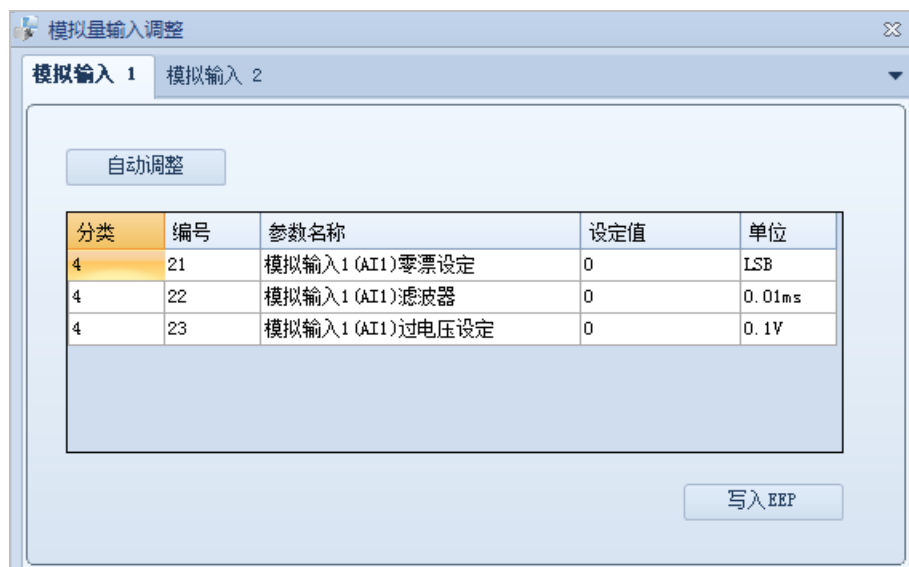 模拟量输入调整
模拟输入 1 模拟输入 2
自动调整
分类 编号 参数名称 设定值 单位
4 21 模拟输入1(AI1)零漂设定 0 LSB
4 22 模拟输入1(AI1)滤波器 0 0.01ms
4 23 模拟输入1(AI1)过电压设定 0 0.1V
写入EEP